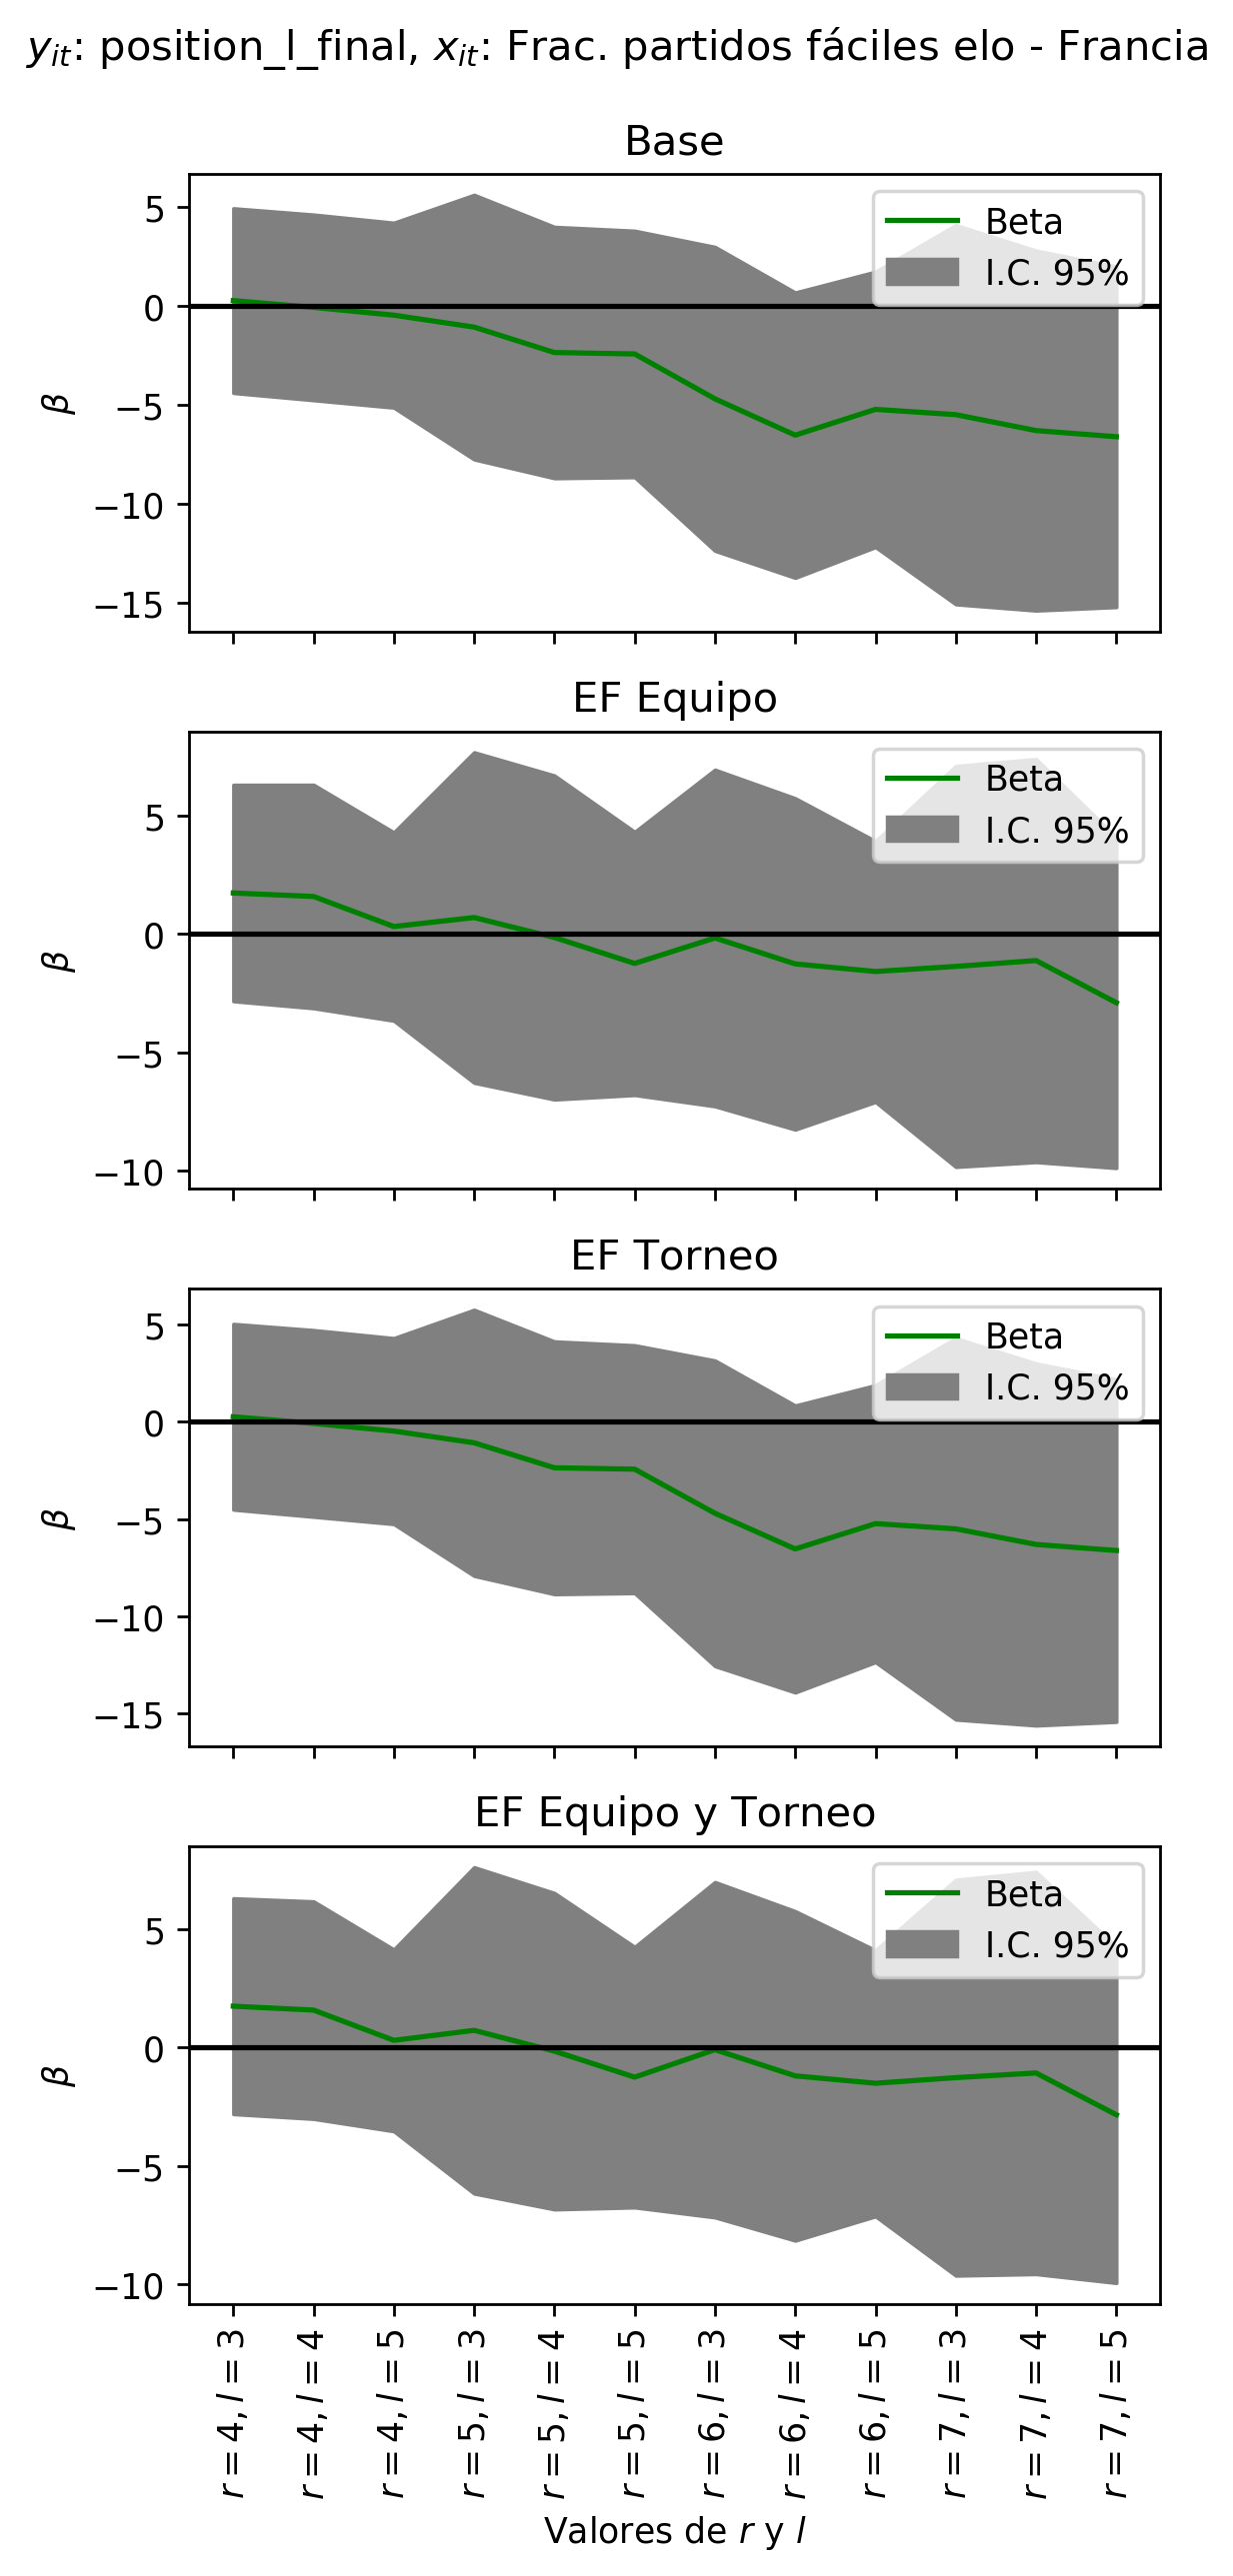 y_it: position_l_final, x_it: Frac. partidos fáciles elo - Francia
Base
Beta
I.C. 95%
5
0
−5
−10
−15
β
EF Equipo
Beta
I.C. 95%
5
0
−5
−10
β
EF Torneo
Beta
I.C. 95%
5
0
−5
−10
−15
β
EF Equipo y Torneo
Beta
I.C. 95%
5
0
−5
−10
β
r = 4, l = 3
r = 4, l = 4
r = 4, l = 5
r = 5, l = 3
r = 5, l = 4
r = 5, l = 5
r = 6, l = 3
r = 6, l = 4
r = 6, l = 5
r = 7, l = 3
r = 7, l = 4
r = 7, l = 5
Valores de r y l